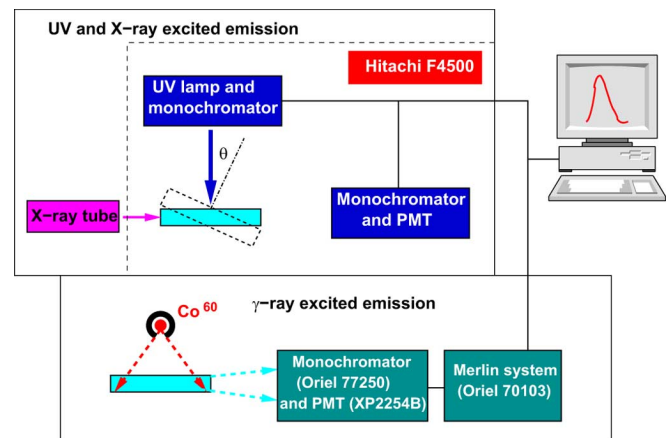 UV and X−ray excited emission
Hitachi F4500
UV lamp and
monochromator
θ
X−ray tube
Monochromator
and PMT
γ−ray excited emission
Co 60
Monochromator
(Oriel 77250)
and PMT (XP2254B)
Merlin system
(Oriel 70103)